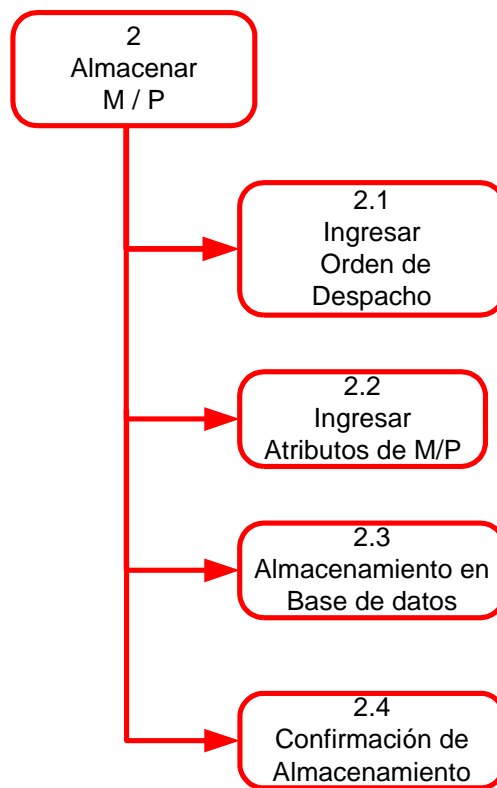 2
Almacenar
M / P
2.1
Ingresar
Orden de
Despacho
2.2
Ingresar
Atributos de M/P
2.3
Almacenamiento en
Base de datos
2.4
Confirmación de
Almacenamiento